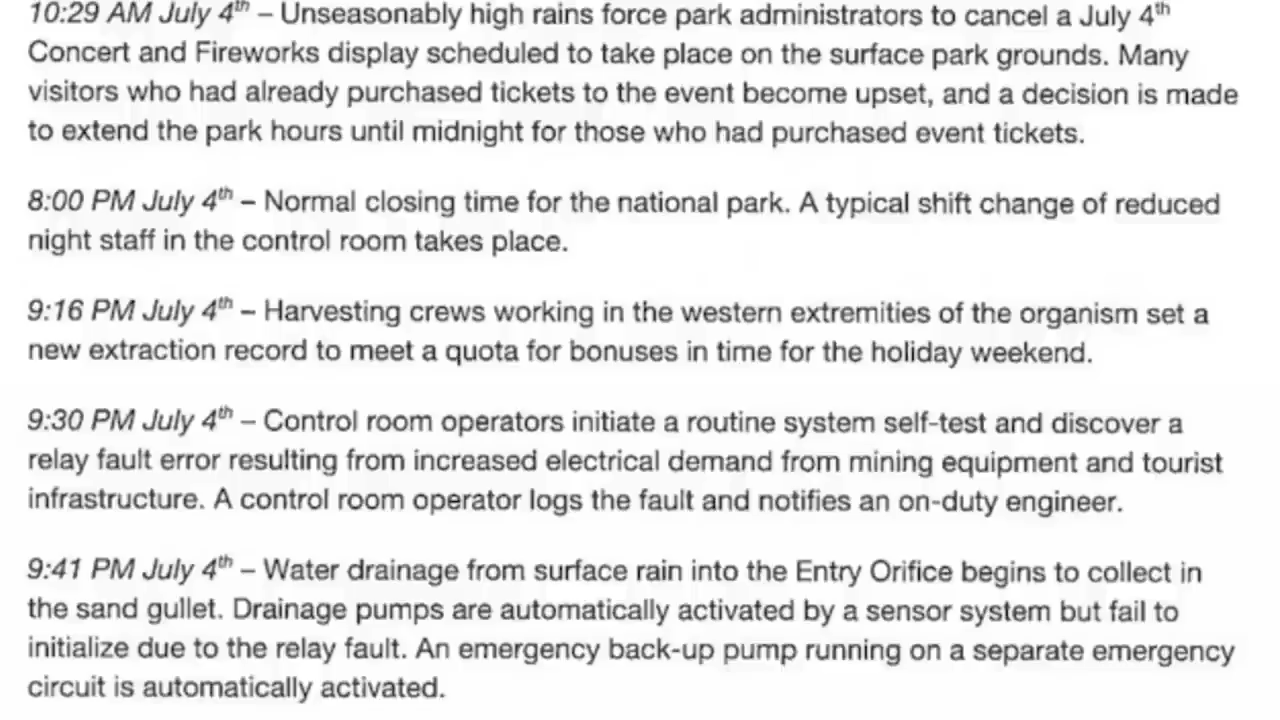 10:29 AM July 4th – Unseasonably high rains force park administrators to cancel a July 4th
Concert and Fireworks display scheduled to take place on the surface park grounds. Many
visitors who had already purchased tickets to the event become upset, and a decision is made
to extend the park hours until midnight for those who had purchased event tickets.
8:00 PM July 4th – Normal closing time for the national park. A typical shift change of reduced
night staff in the control room takes place.
9:16 PM July 4th – Harvesting crews working in the western extremities of the organism set a
new extraction record to meet a quota for bonuses in time for the holiday weekend.
9:30 PM July 4th – Control room operators initiate a routine system self-test and discover a
relay fault error resulting from increased electrical demand from mining equipment and tourist
infrastructure. A control room operator logs the fault and notifies an on-duty engineer.
9:41 PM July 4th – Water drainage from surface rain into the Entry Orifice begins to collect in
the sand gullet. Drainage pumps are automatically activated by a sensor system but fail to
initialize due to the relay fault. An emergency back-up pump running on a separate emergency
circuit is automatically activated.